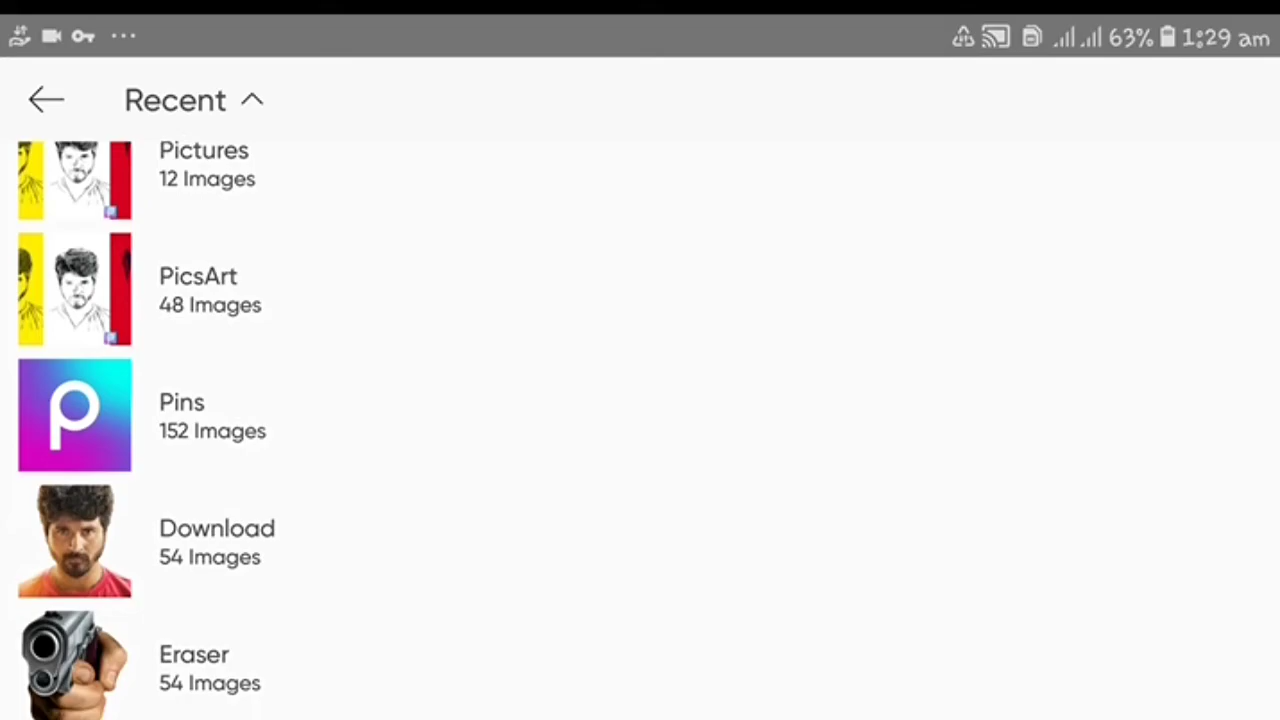 63% 1:29 am
Recent
Pictures
12 Images
PicsArt
48 Images
Pins
152 Images
Download
54 Images
Eraser
54 Images